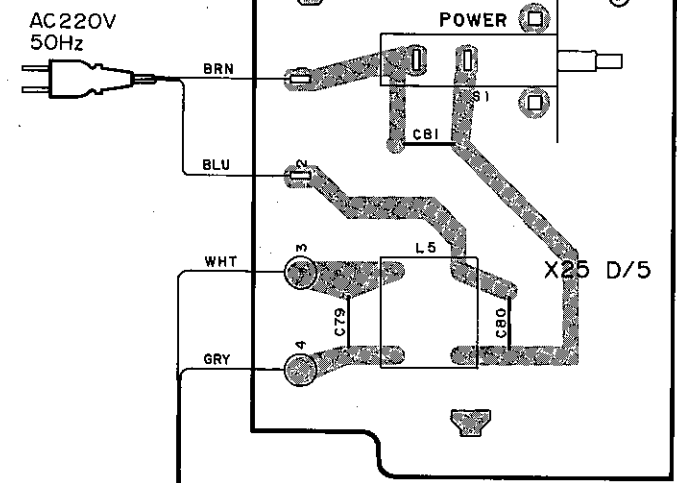 AC220V
50Hz
POWER
BRN
S1
C81
BLU
2
3
L5
WHT
X25 D/5
C79
C80
4
GRY